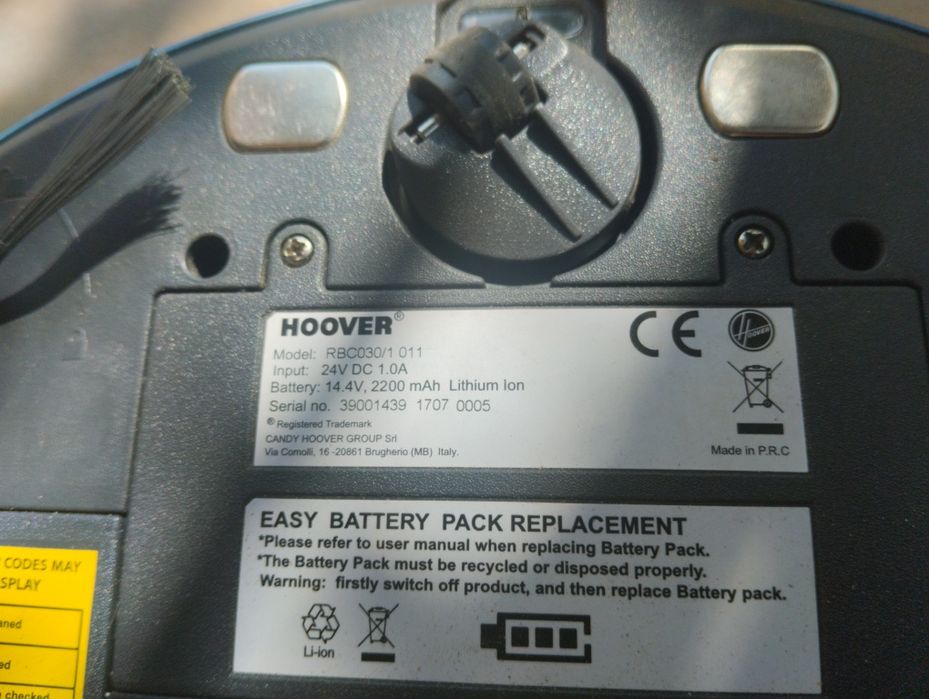 HOOVER®
Model: RBC030/1 011
Input: 24V DC 1.0A
Battery: 14.4V, 2200 mAh Lithium Ion
Serial no. 39001439 1707 0005
® Registered Trademark
CANDY HOOVER GROUP Srl
Via Comolli, 16 -20861 Brugherio (MB) Italy.
CE
HOOVER
Made in P.R.C
EASY BATTERY PACK REPLACEMENT
*Please refer to user manual when replacing Battery Pack.
*The Battery Pack must be recycled or disposed properly.
Warning: firstly switch off product, and then replace Battery pack.
Li-ion
CODES MAY
SPLAY
aned
ed
checked